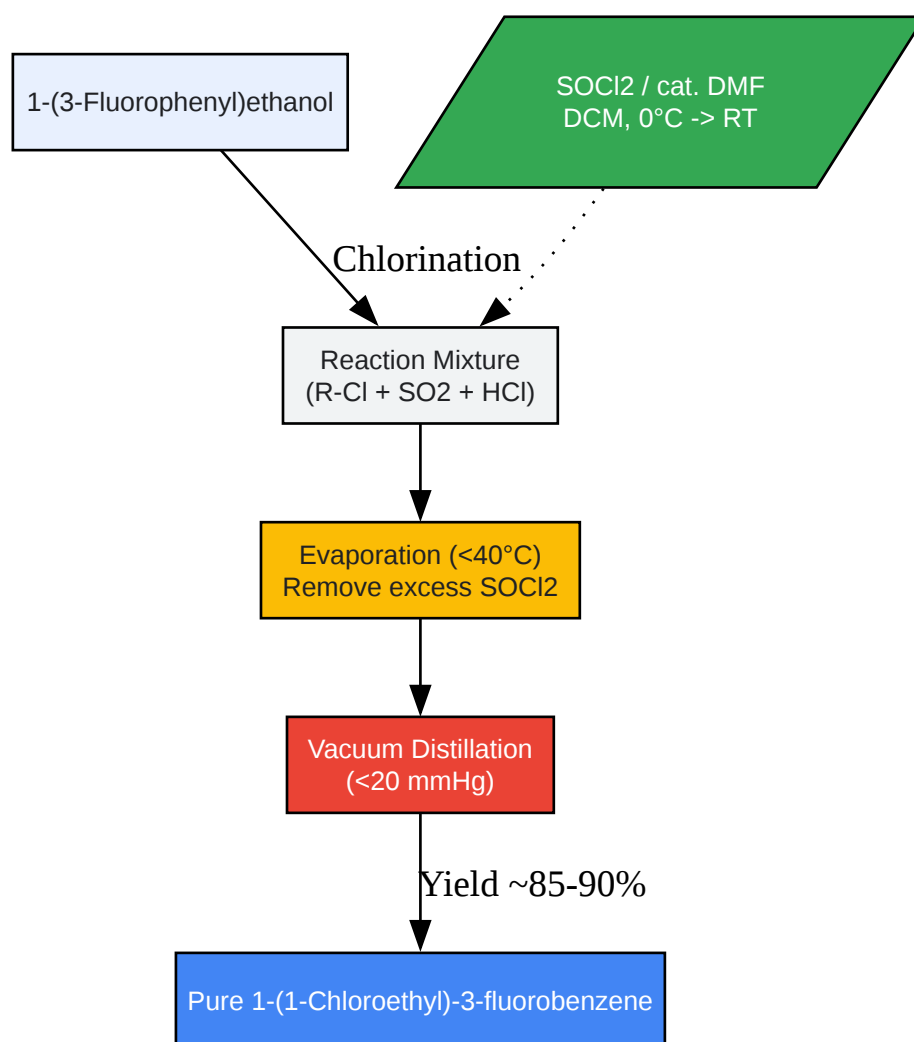 1-(3-Fluorophenyl)ethanol
SOCl2 / cat. DMF
DCM, 0°C -> RT
Chlorination
Reaction Mixture
(R-Cl + SO2 + HCl)
Evaporation (<40°C)
Remove excess SOCl2
Vacuum Distillation
(<20 mmHg)
Yield ~85-90%
Pure 1-(1-Chloroethyl)-3-fluorobenzene